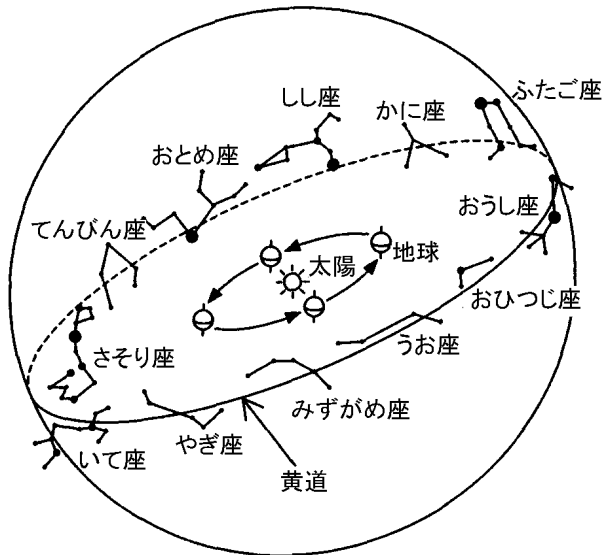 ふたご座
しし座
かに座
おとめ座
おうし座
てんびん座
地球
太陽
おひつじ座
さそり座
うお座
みずがめ座
やぎ座
いて座
黄道